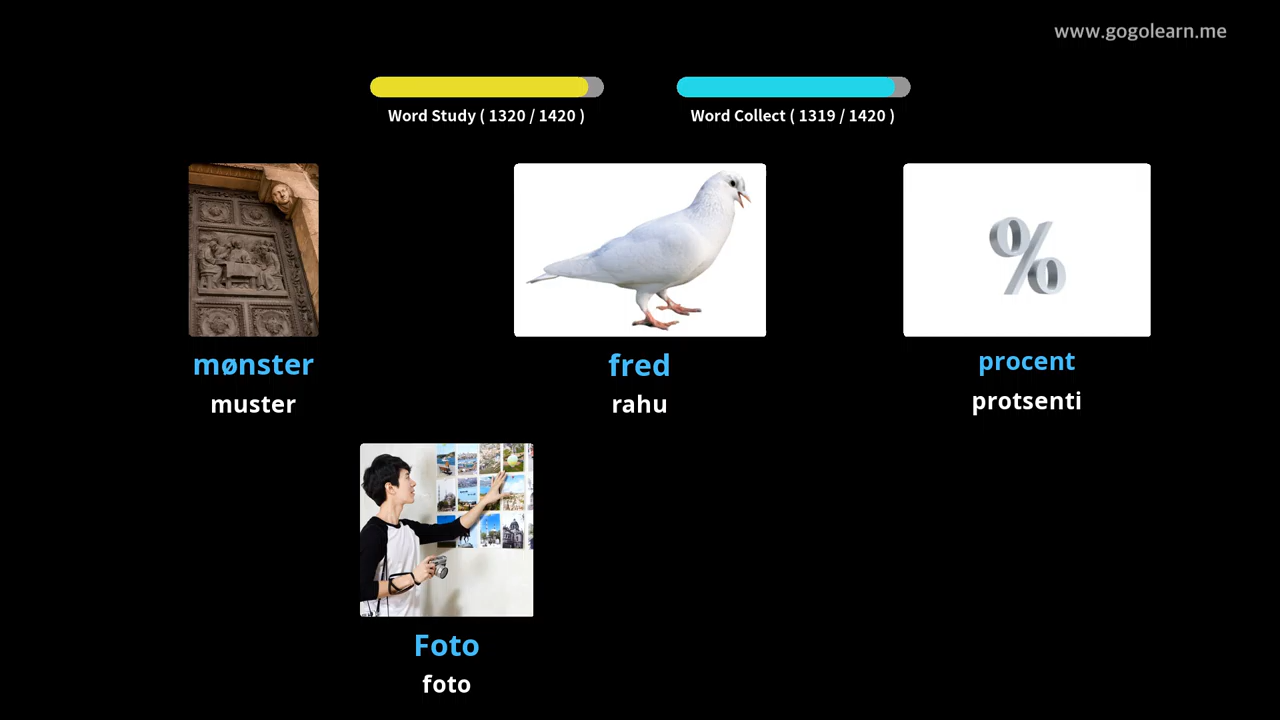 www.gogolearn.me
Word Study ( 1320 / 1420 )
Word Collect ( 1319 / 1420 )
mønster
muster
fred
rahu
procent
protsenti
Foto
foto